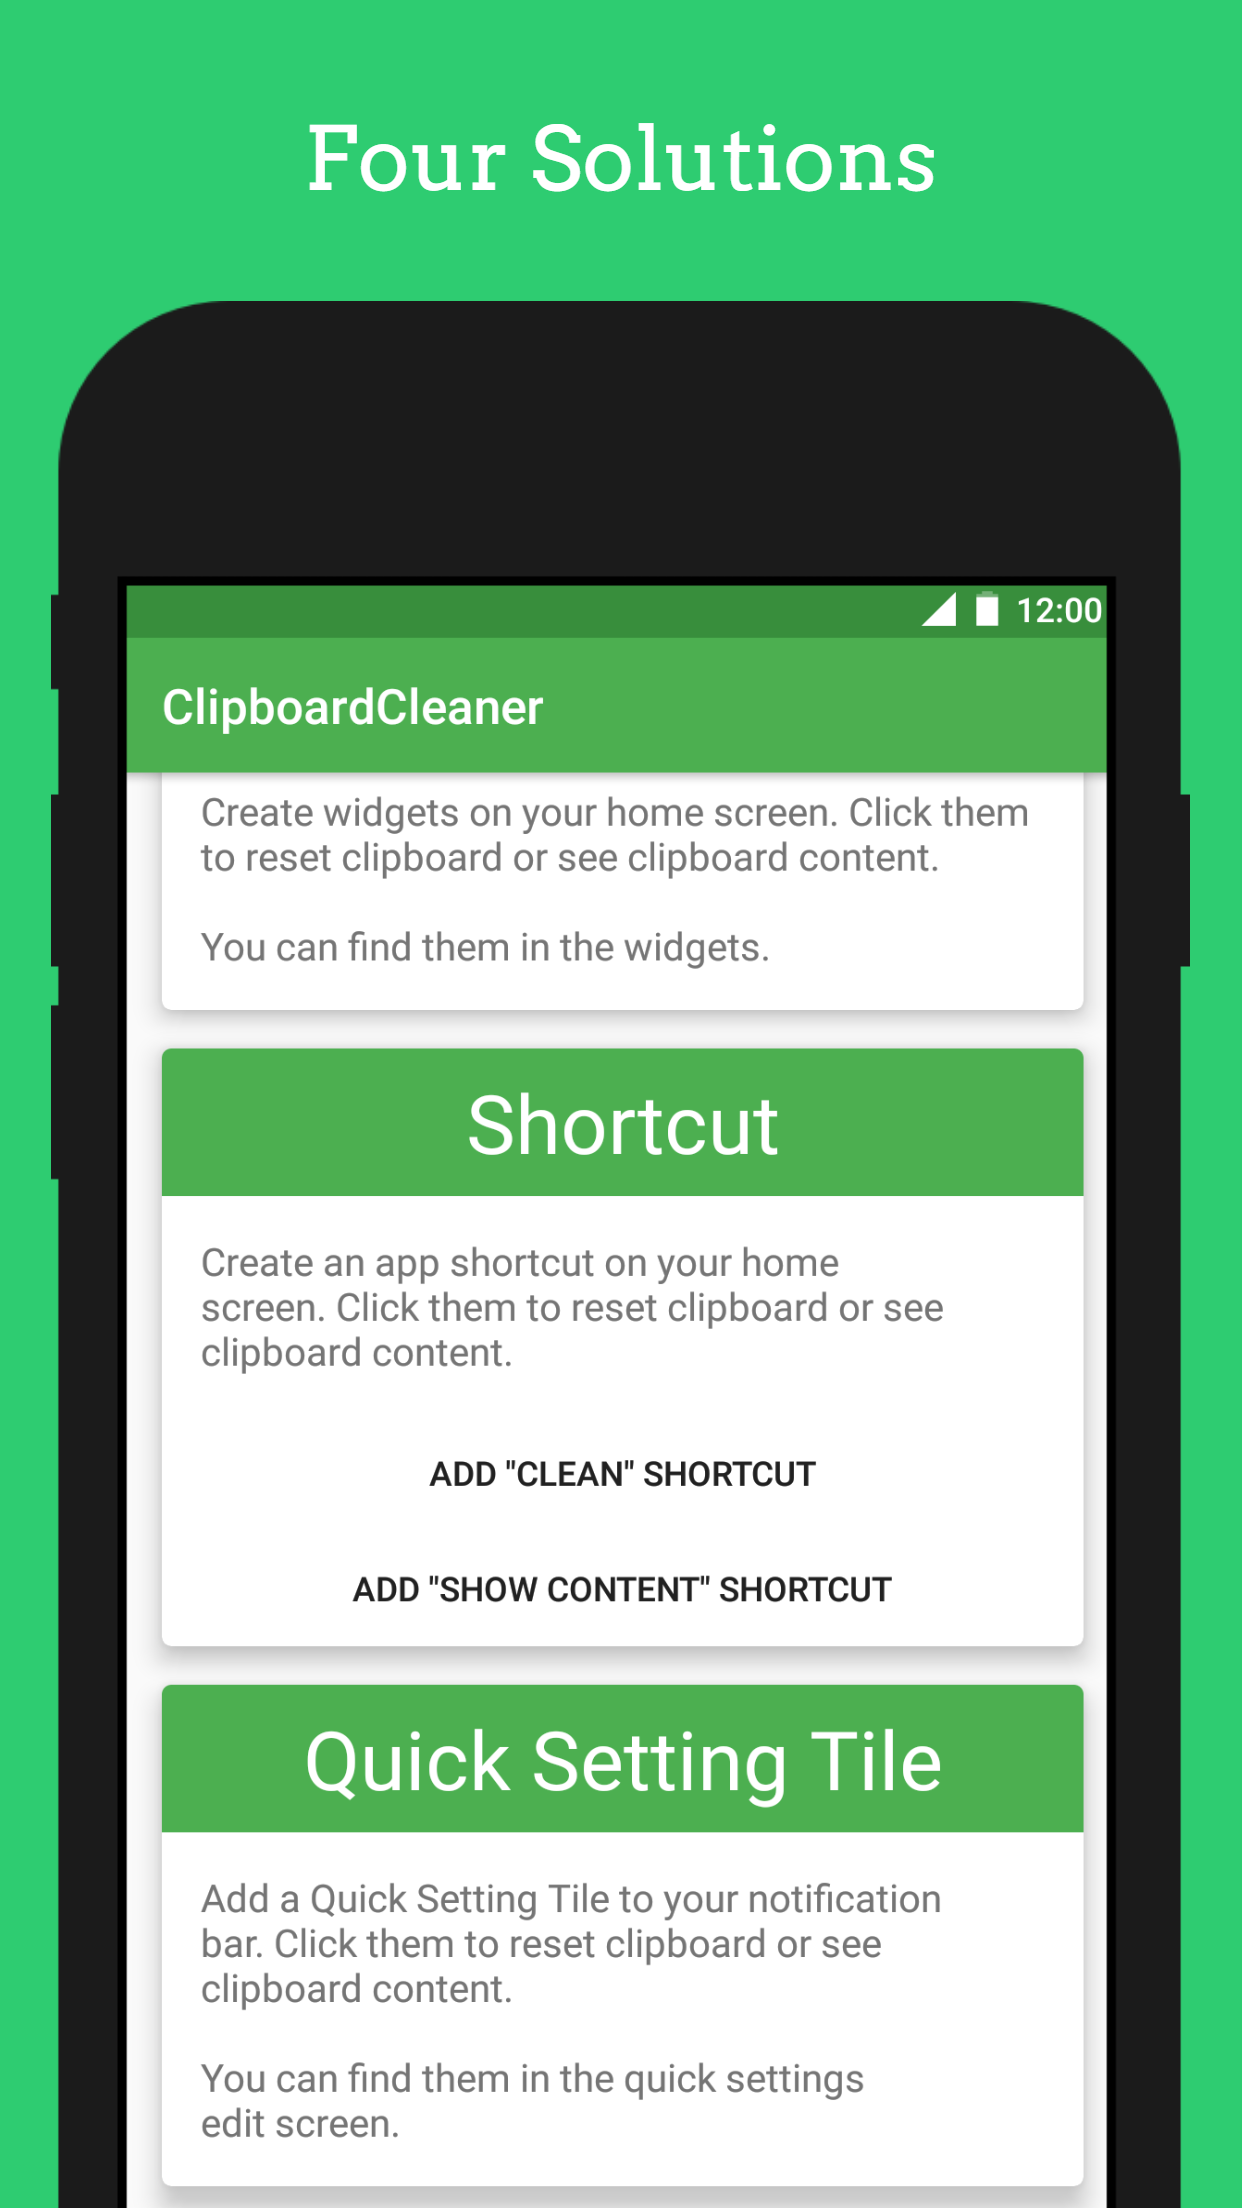 Four Solutions
12:00
ClipboardCleaner
Create widgets on your home screen. Click them
to reset clipboard or see clipboard content.
You can find them in the widgets.
Shortcut
Create an app shortcut on your home
screen. Click them to reset clipboard or see
clipboard content.
ADD "CLEAN" SHORTCUT
ADD "SHOW CONTENT" SHORTCUT
Quick Setting Tile
Add a Quick Setting Tile to your notification
bar. Click them to reset clipboard or see
clipboard content.
You can find them in the quick settings
edit screen.